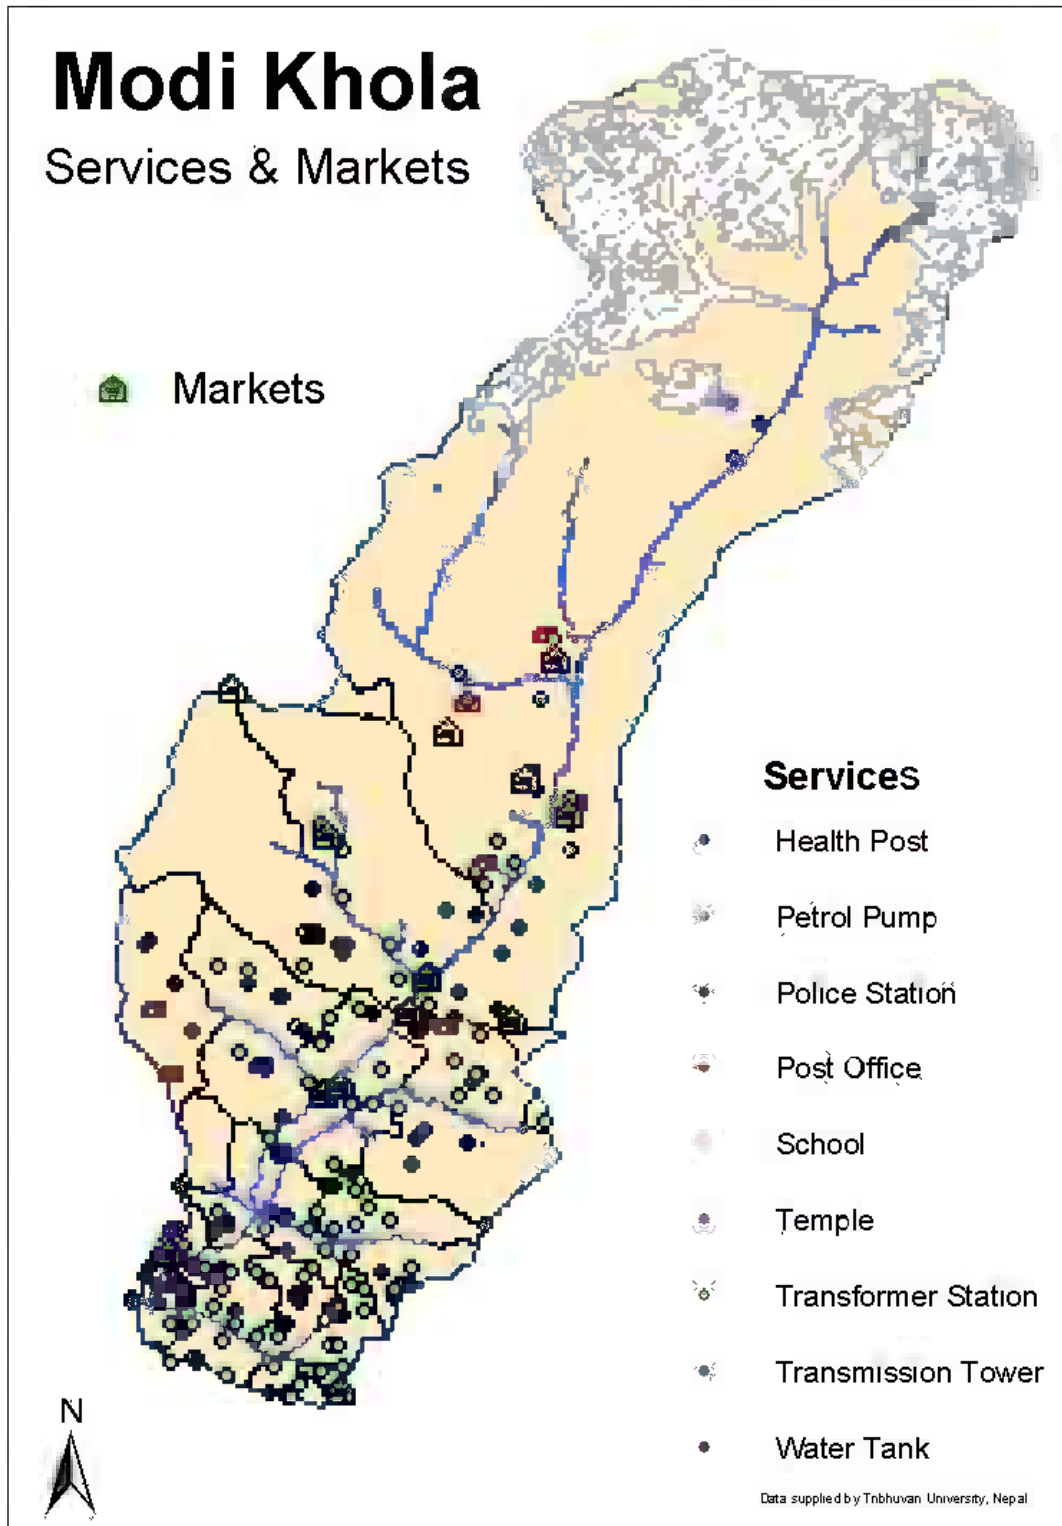 Modi Khola
Services & Markets
Markets
Services
Health Post
Petrol Pump
Police Station
Post Office
School
Temple
Transformer Station
Transmission Tower
Water Tank
N
Data supplied by Tribhuvan University, Nepal